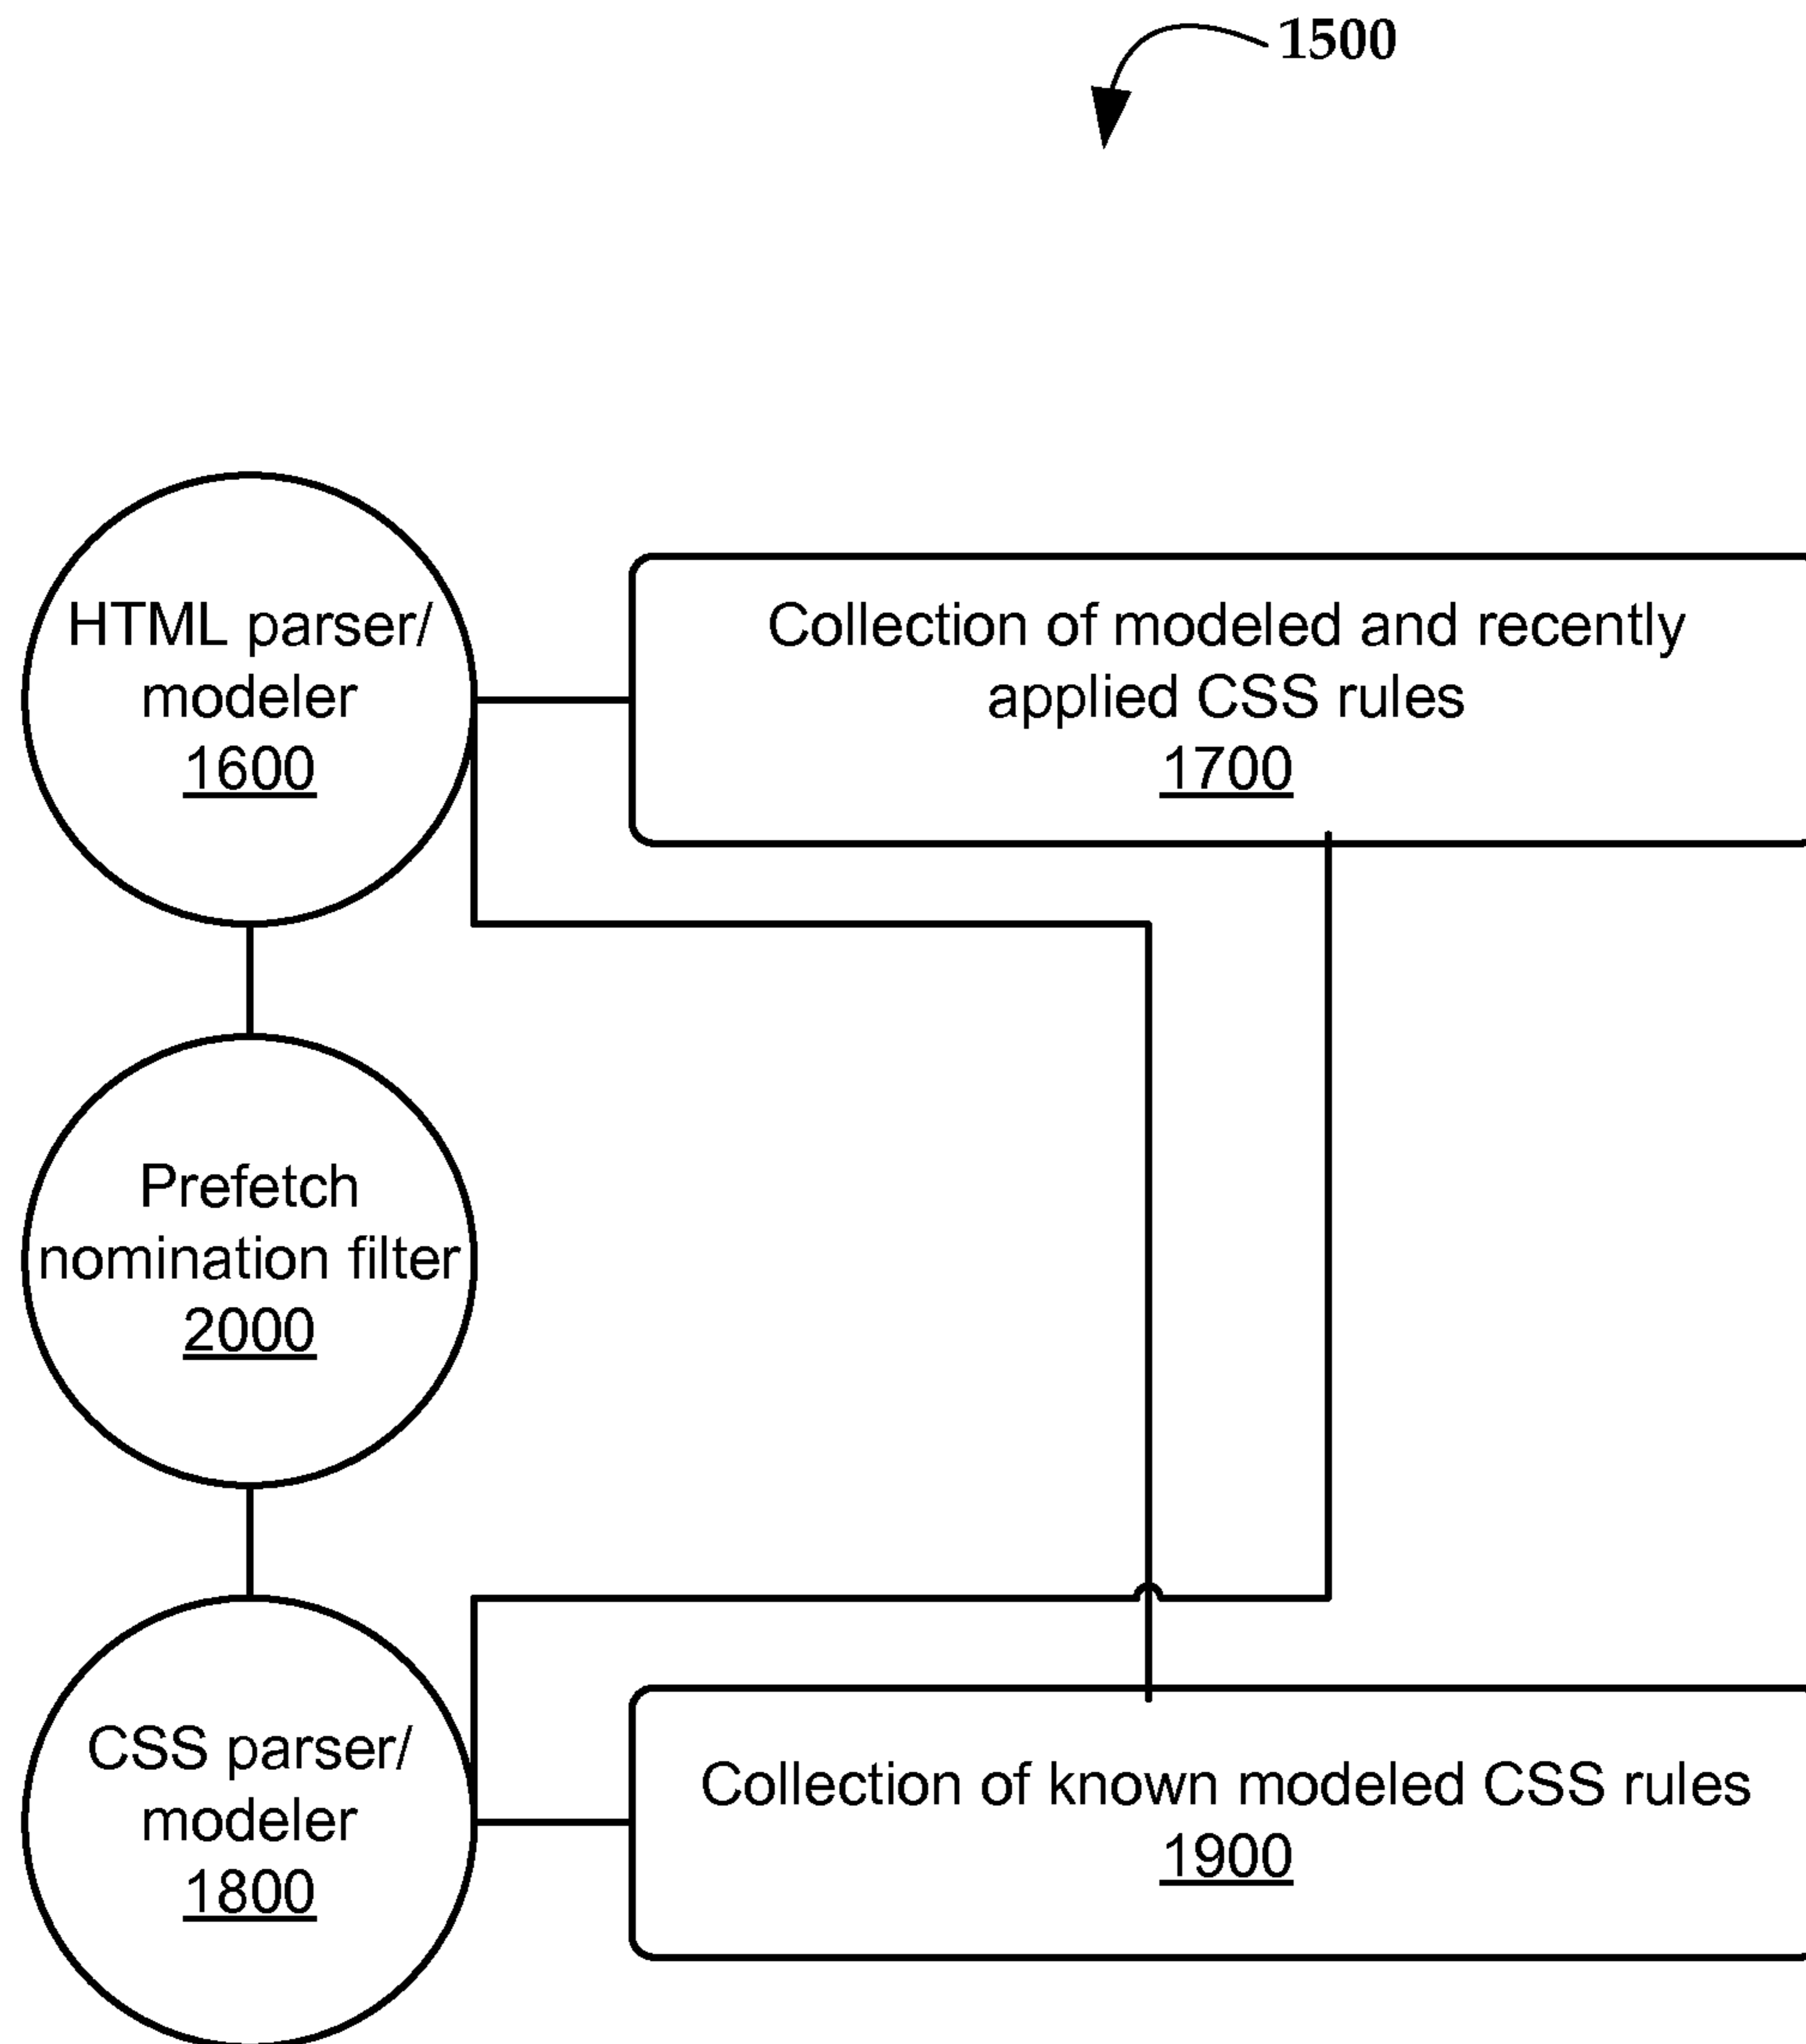 1500
HTML parser/
modeler
1600
Collection of modeled and recently
applied CSS rules
1700
Prefetch
nomination filter
2000
CSS parser/
modeler
1800
Collection of known modeled CSS rules
1900